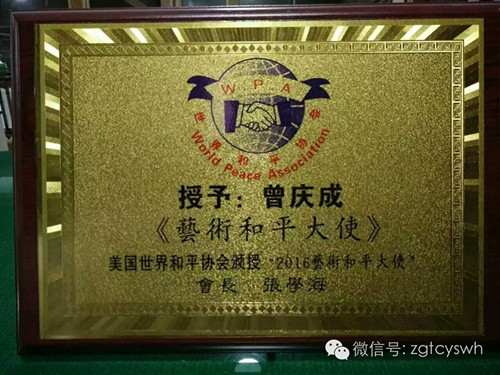 W.P.A
世界和平协会
World Peace Association
授予：曾庆成
《藝術和平大使》
美国世界和平协会颁授“2016藝術和平大使”
會長 張學海
微信号: zgtcyswh